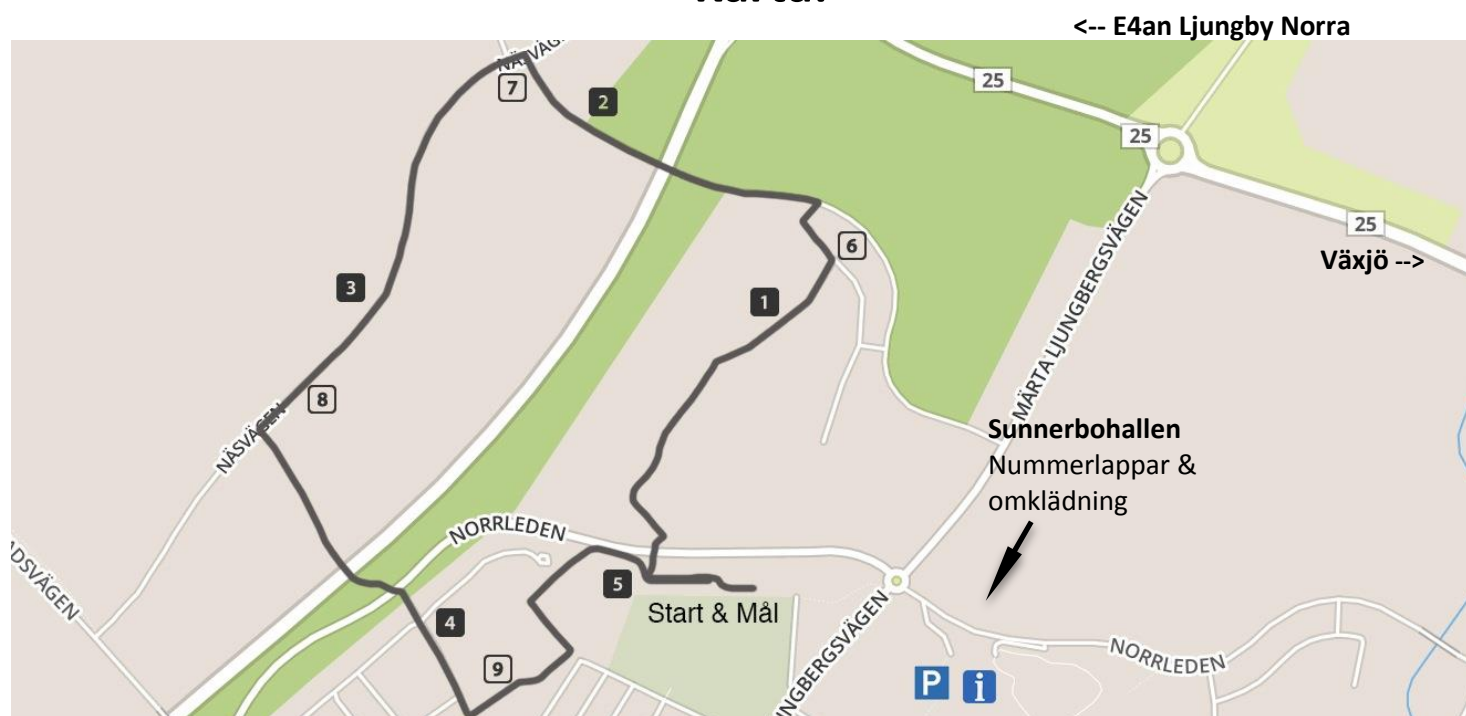 <-- E4an Ljungby Norra
25
7
2
25
25
MÄRTA LJUNGBERGSVÄGEN
6
Växjö -->
3
1
8
NÄSVÄGEN
Sunnerbohallen
Nummerlappar &
omklädning
NORRLEDEN
5
Start & Mål
4
9
NORRLEDEN
P i